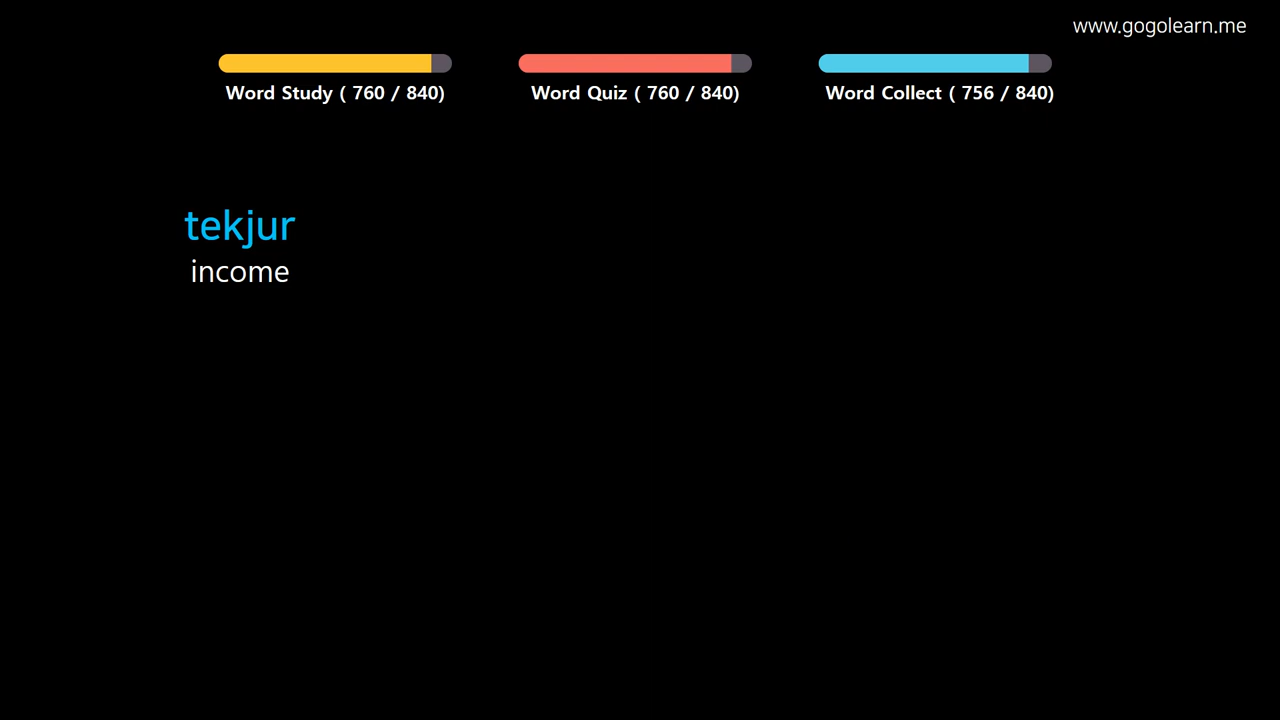 www.gogolearn.me
Word Study ( 760 / 840)
Word Quiz ( 760 / 840)
Word Collect ( 756 / 840)
tekjur
income